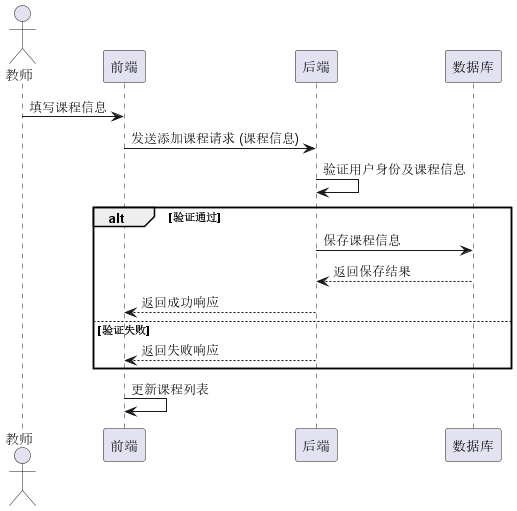 教师
前端
后端
数据库
填写课程信息
发送添加课程请求 (课程信息)
验证用户身份及课程信息
alt
[验证通过]
保存课程信息
返回保存结果
返回成功响应
[验证失败]
返回失败响应
更新课程列表
教师
前端
后端
数据库